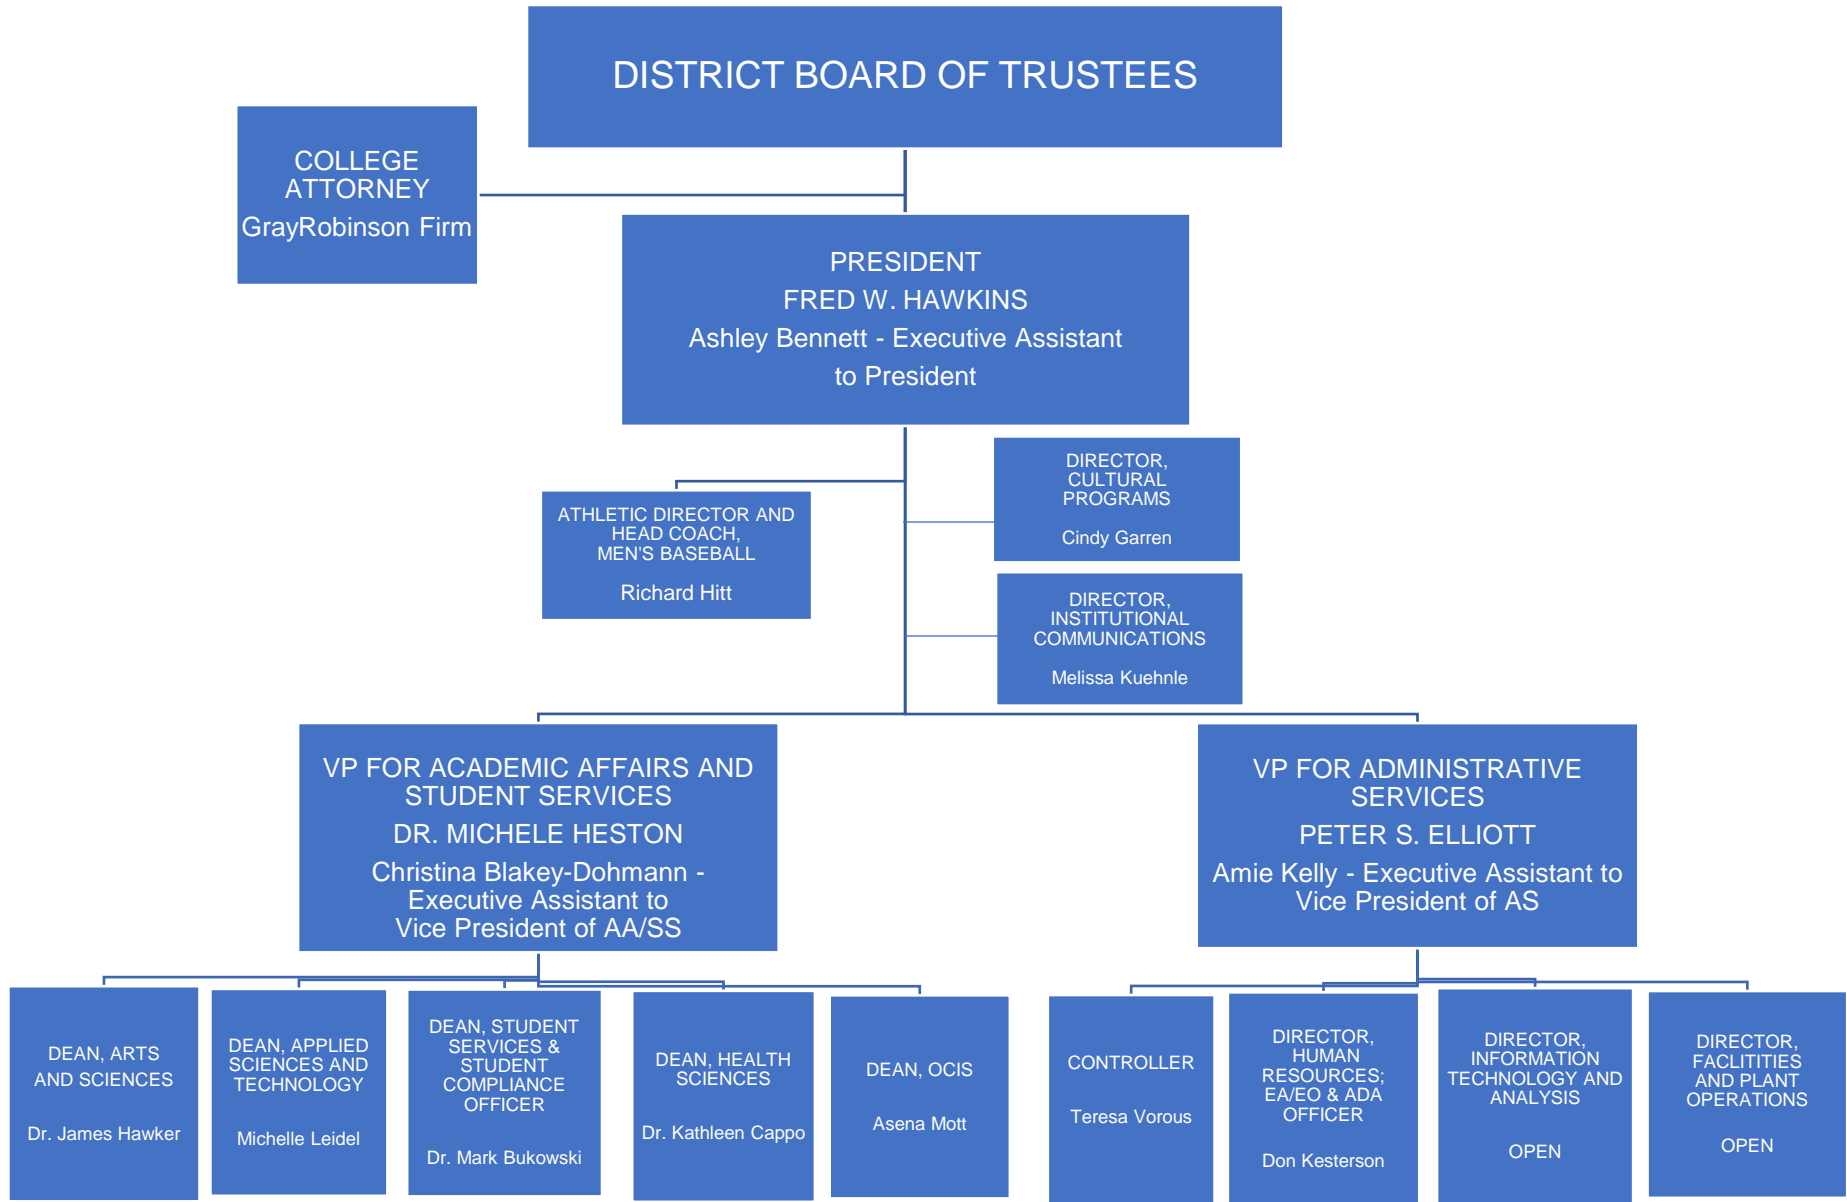 DISTRICT BOARD OF TRUSTEES
COLLEGE
ATTORNEY
GrayRobinson Firm
PRESIDENT
FRED W. HAWKINS
Ashley Bennett - Executive Assistant
to President
DIRECTOR,
CULTURAL
PROGRAMS
Cindy Garren
ATHLETIC DIRECTOR AND
HEAD COACH,
MEN'S BASEBALL
Richard Hitt
DIRECTOR,
INSTITUTIONAL
COMMUNICATIONS
Melissa Kuehnle
VP FOR ACADEMIC AFFAIRS AND
STUDENT SERVICES
DR. MICHELE HESTON
Christina Blakey-Dohmann -
Executive Assistant to
Vice President of AA/SS
VP FOR ADMINISTRATIVE
SERVICES
PETER S. ELLIOTT
Amie Kelly - Executive Assistant to
Vice President of AS
DEAN, ARTS
AND SCIENCES
Dr. James Hawker
DEAN, APPLIED
SCIENCES AND
TECHNOLOGY
Michelle Leidel
DEAN, STUDENT
SERVICES &
STUDENT
COMPLIANCE
OFFICER
Dr. Mark Bukowski
DEAN, HEALTH
SCIENCES
Dr. Kathleen Cappo
DEAN, OCIS
Asena Mott
CONTROLLER
Teresa Vorous
DIRECTOR,
HUMAN
RESOURCES;
EA/EO & ADA
OFFICER
Don Kesterson
DIRECTOR,
INFORMATION
TECHNOLOGY AND
ANALYSIS
OPEN
DIRECTOR,
FACLITITIES
AND PLANT
OPERATIONS
OPEN